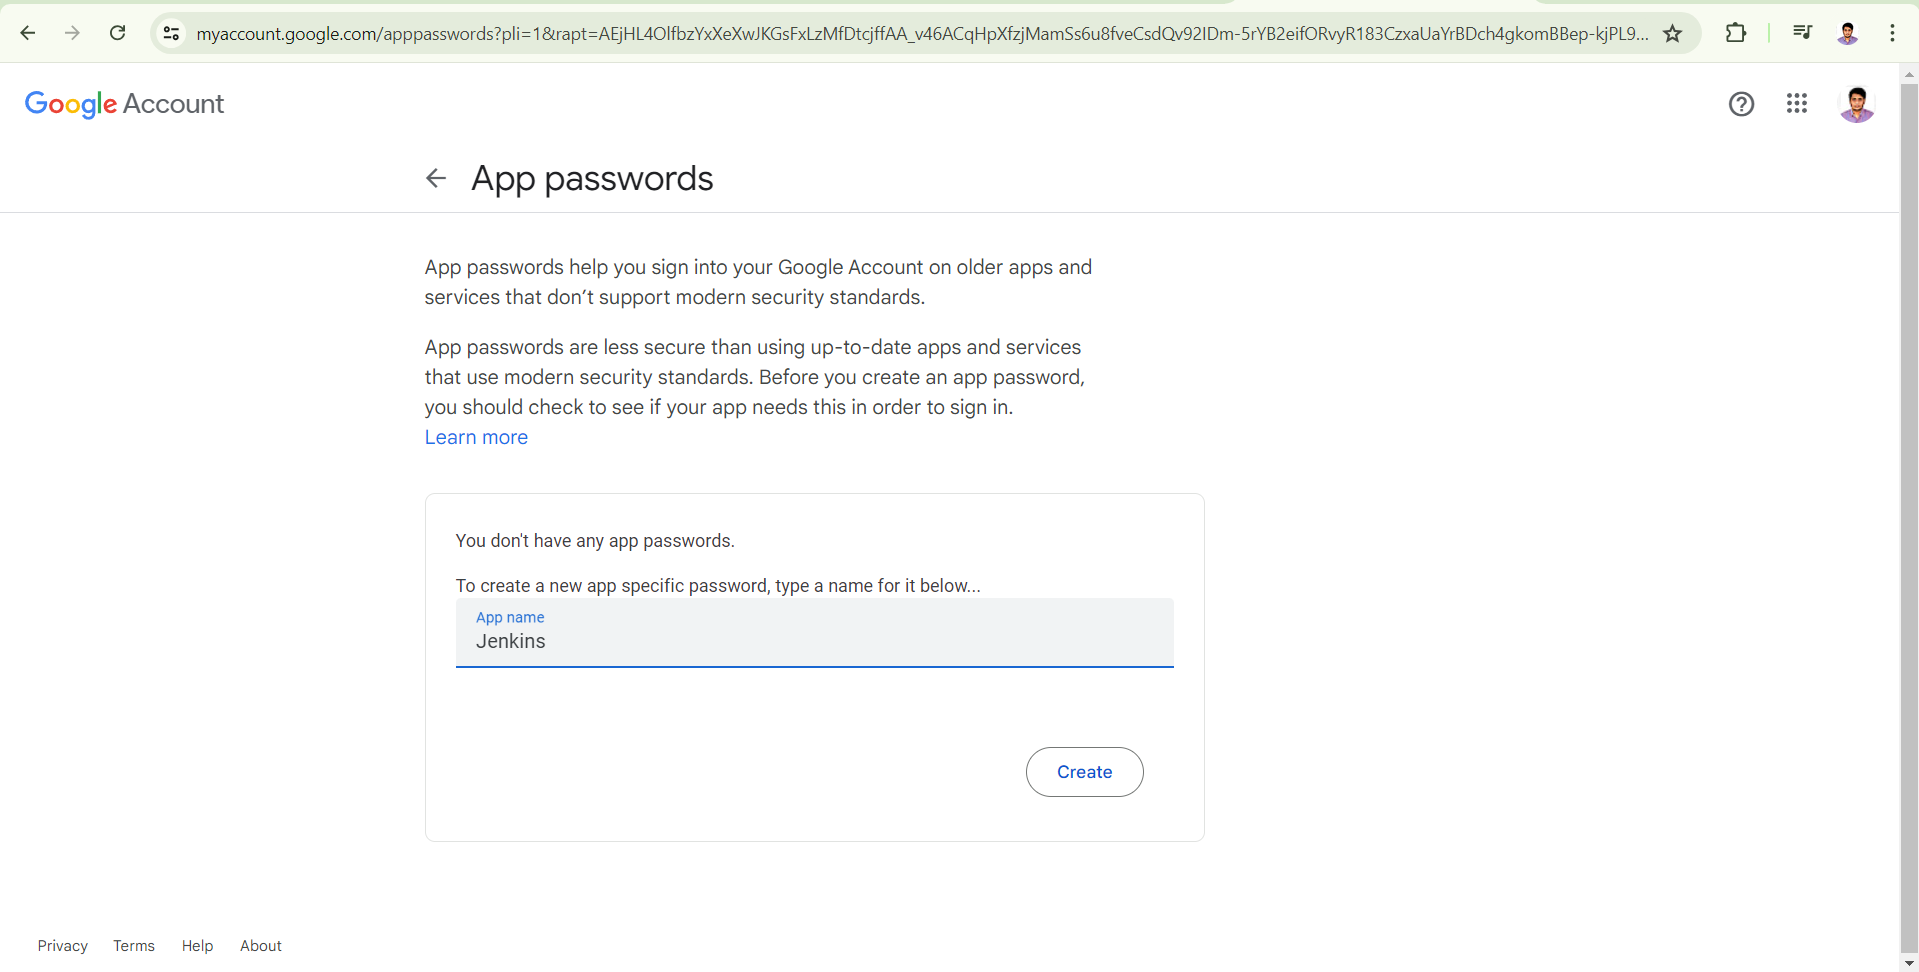 myaccount.google.com/apppasswords?pli=1&rapt=AEjHL4OlfbzYxXeXwJKGsFxLzMfDtcjffAA_v46ACqHpXfzjMamSs6u8fveCsdQv92IDm-5rYB2eifORvyR183CzxaUaYrBDch4gkomBBep-kjPL9...
Google Account
App passwords
App passwords help you sign into your Google Account on older apps and
services that don’t support modern security standards.
App passwords are less secure than using up-to-date apps and services
that use modern security standards. Before you create an app password,
you should check to see if your app needs this in order to sign in.
Learn more
You don't have any app passwords.
To create a new app specific password, type a name for it below...
App name
Jenkins
Create
Privacy Terms Help About